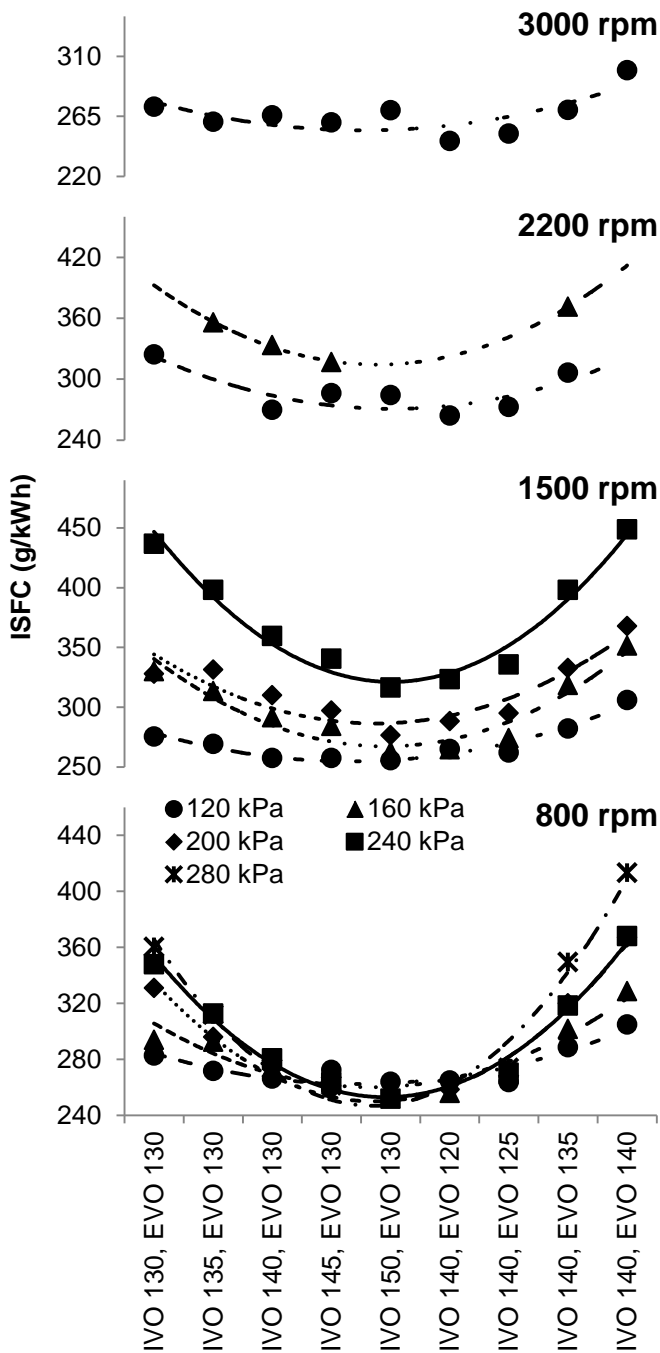 3000 rpm
310
265
220
2200 rpm
420
360
300
240
ISFC (g/kWh)
1500 rpm
450
400
350
300
250
800 rpm
120 kPa 160 kPa
200 kPa 240 kPa
280 kPa
440
400
360
320
280
240
IVO 130, EVO 130
IVO 135, EVO 130
IVO 140, EVO 130
IVO 145, EVO 130
IVO 150, EVO 130
IVO 140, EVO 120
IVO 140, EVO 125
IVO 140, EVO 135
IVO 140, EVO 140